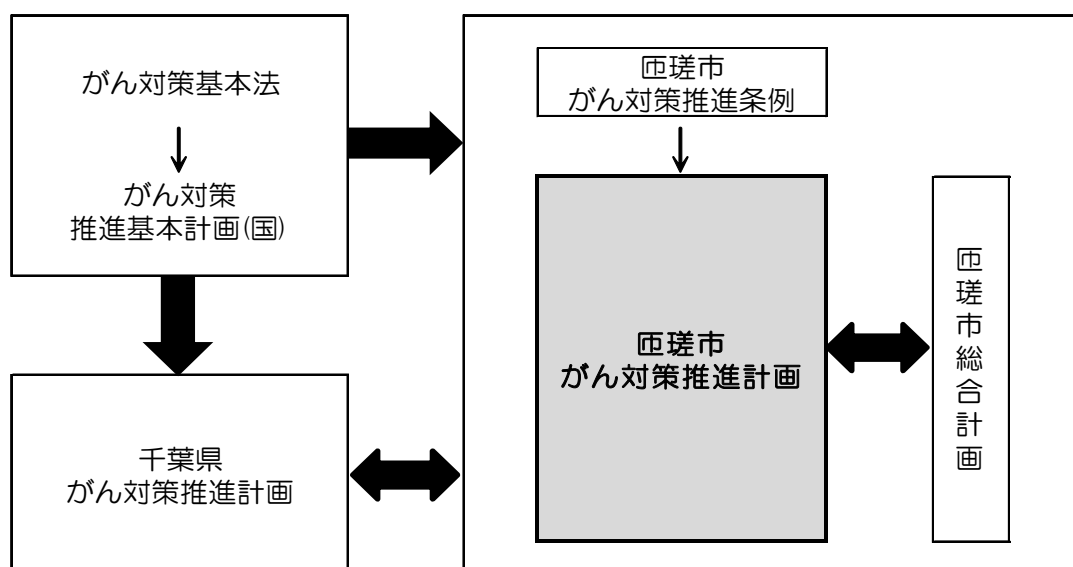 がん対策基本法
がん対策
推進基本計画(国)
千葉県
がん対策推進計画
匝瑳市
がん対策推進条例
匝瑳市
がん対策推進計画
匝瑳市総合計画